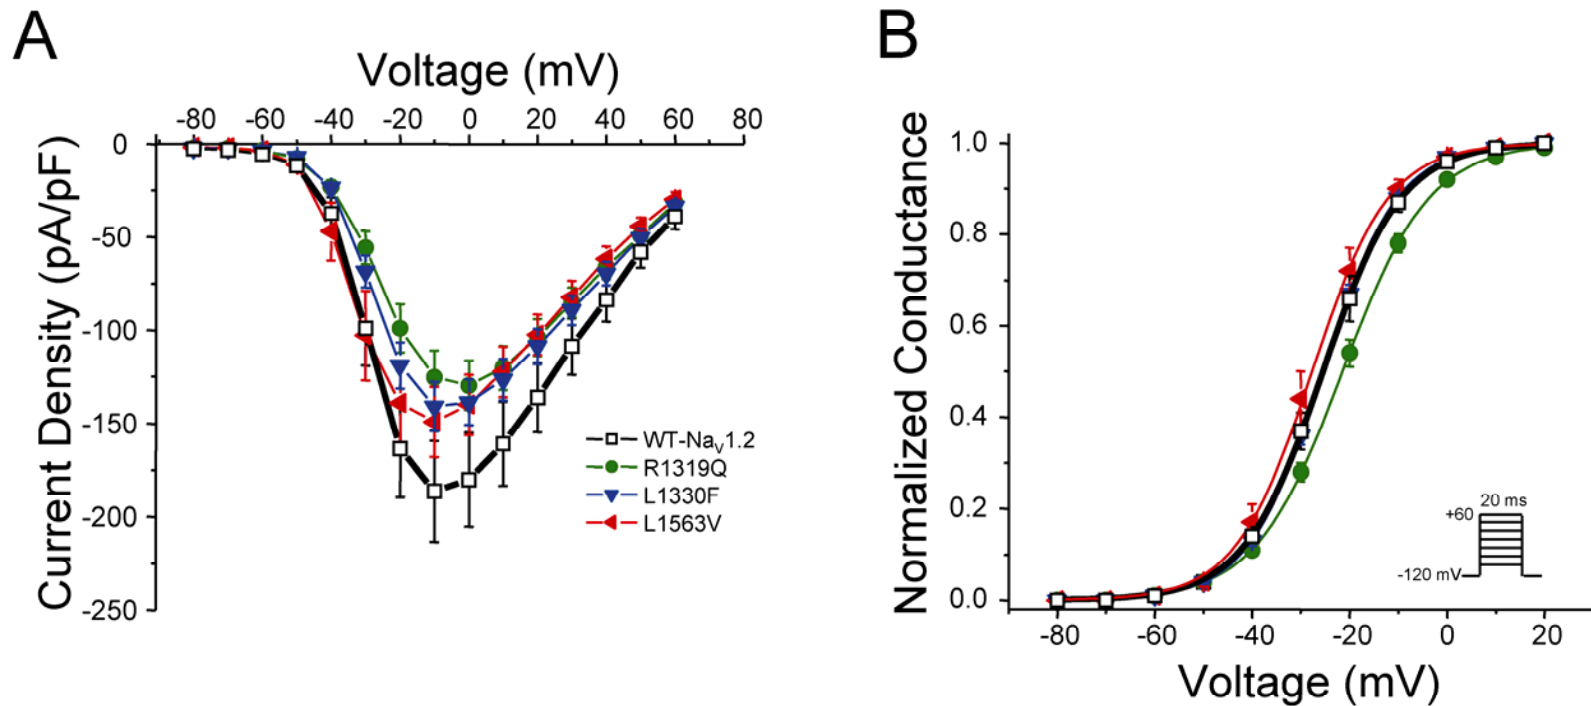 A
Voltage (mV)
-80 -60 -40 -20 0 20 40 60 80
Current Density (pA/pF)
0
-50
-100
-150
-200
-250
WT-NaV1.2
R1319Q
L1330F
L1563V
B
Normalized Conductance
1.0
0.8
0.6
0.4
0.2
0.0
20 ms
+60
-120 mV
-80 -60 -40 -20 0 20
Voltage (mV)